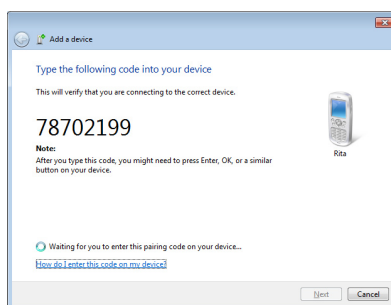 Add a device
Type the following code into your device
This will verify that you are connecting to the correct device.
78702199
Note:
After you type this code, you might need to press Enter, OK, or a similar
button on your device.
Rita
Waiting for you to enter this pairing code on your device...
How do I enter this code on my device?
Next Cancel